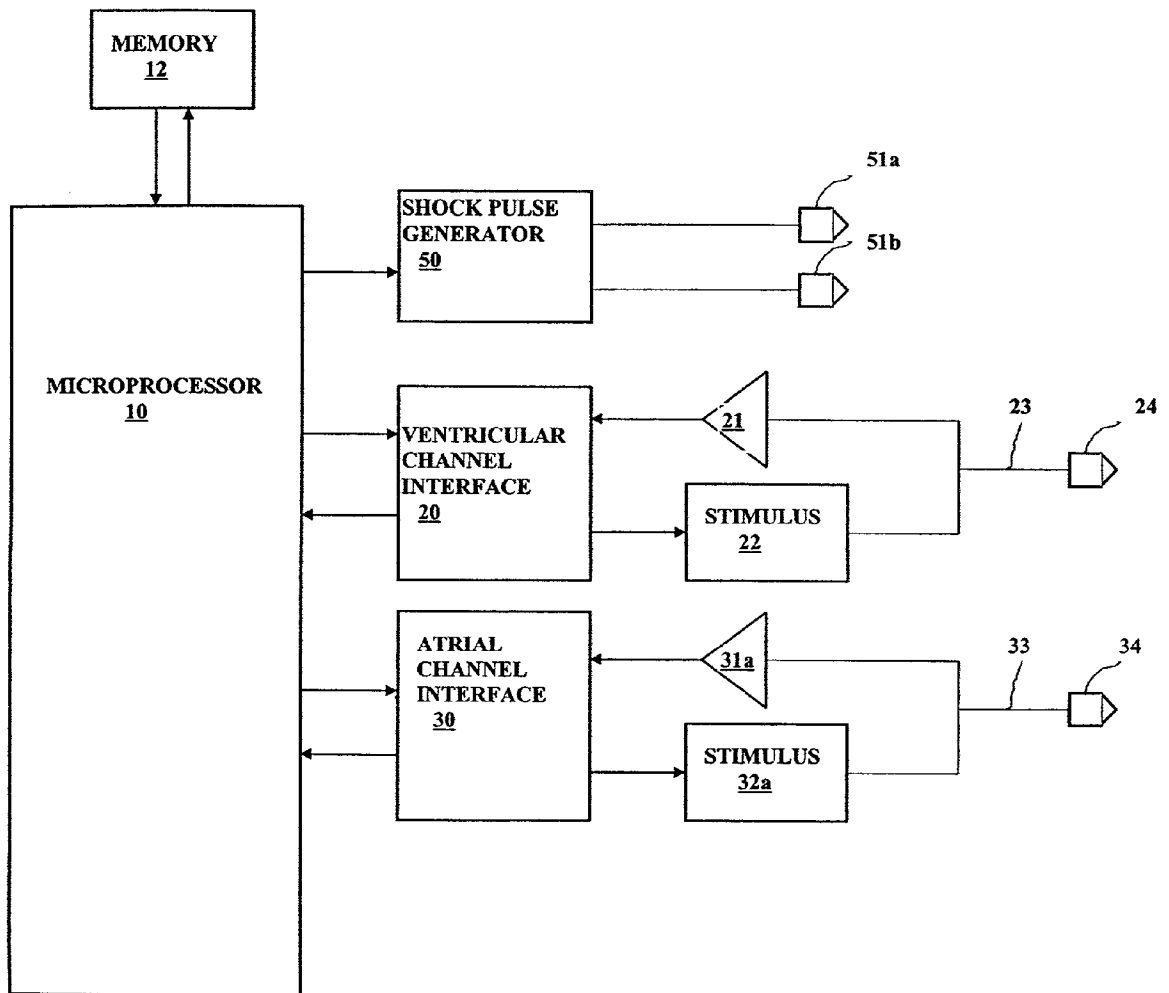 MEMORY
12
51a
SHOCK PULSE
GENERATOR
50
51b
MICROPROCESSOR
10
VENTRICULAR
CHANNEL
INTERFACE
20
21
23
24
STIMULUS
22
ATRIAL
CHANNEL
INTERFACE
30
31a
33
34
STIMULUS
32a